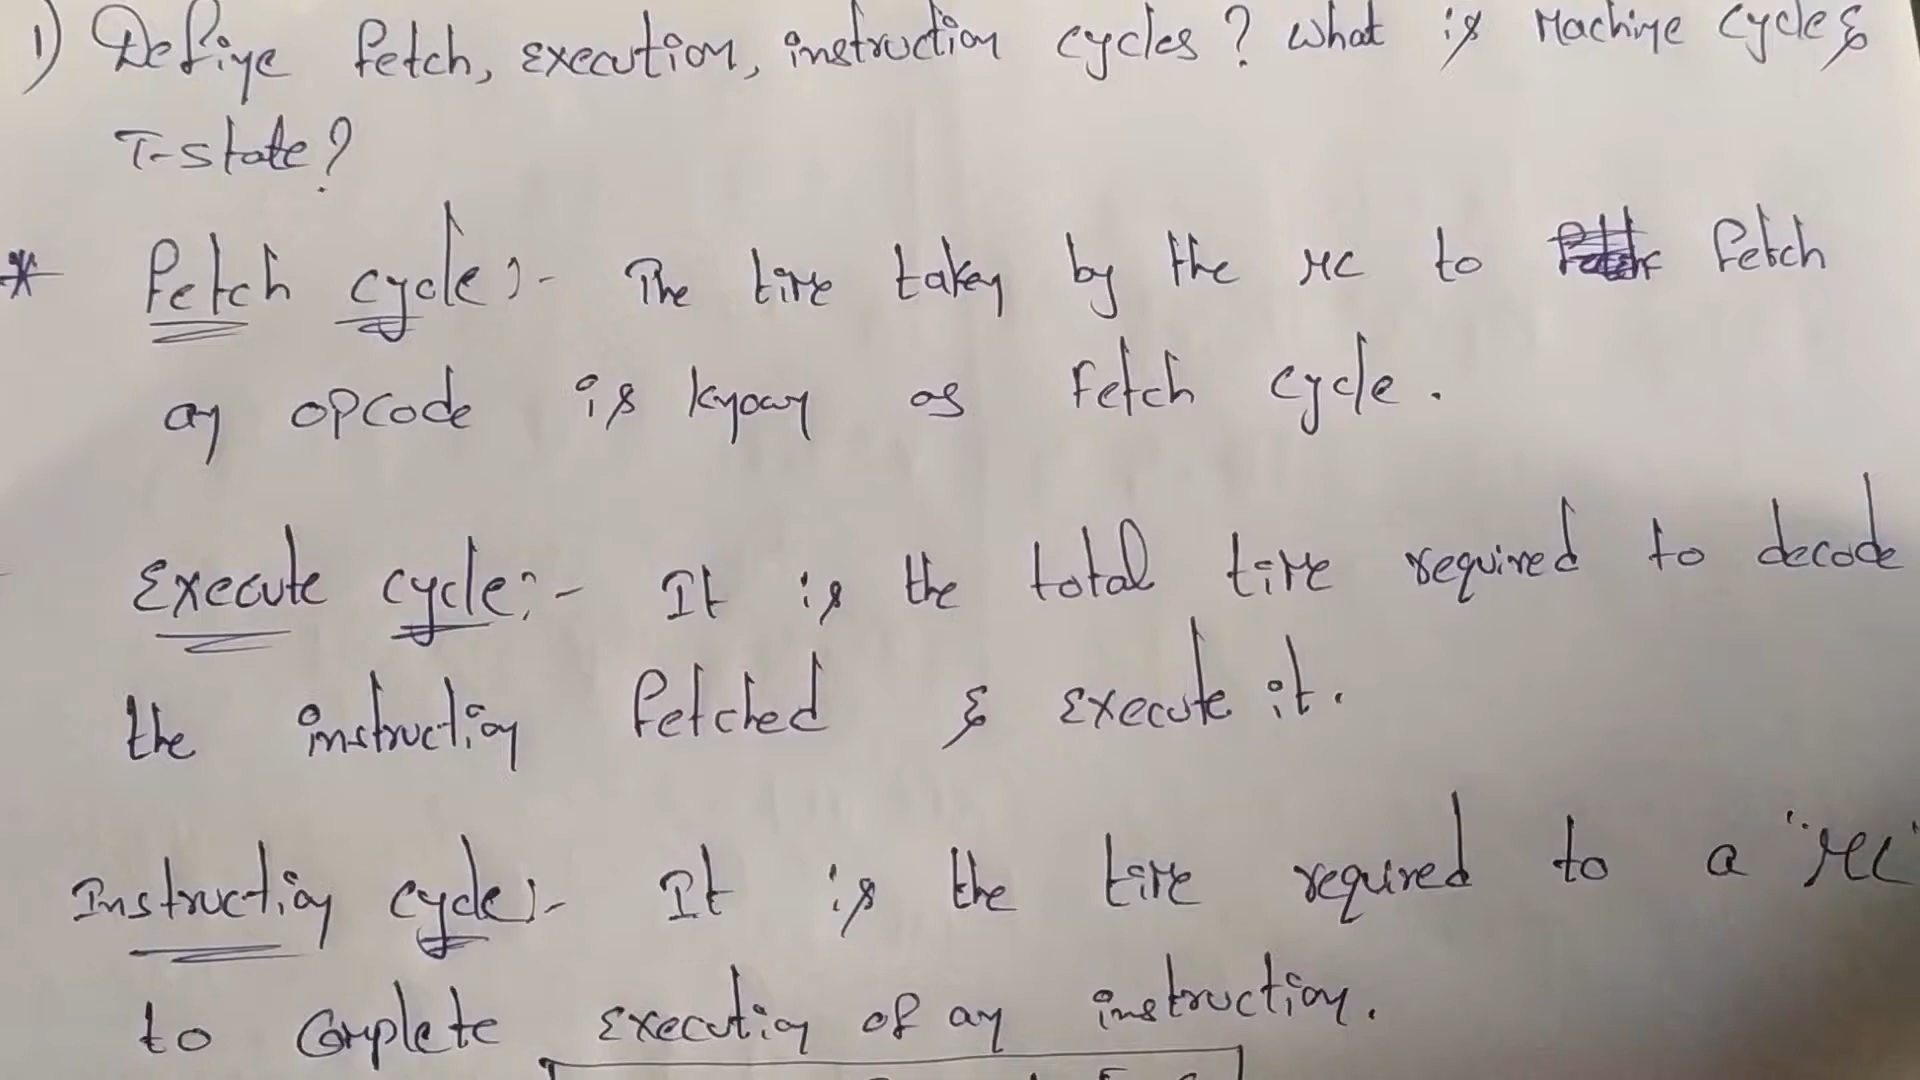 1) Define fetch, execution, instruction cycles? What is Machine cycle &
T-state?
* Fetch cycle:- The time taken by the MC to fetch
an opcode is known as Fetch cycle.
Execute cycle:- It is the total time required to decode
the instruction fetched & execute it.
Instruction cycle:- It is the time required to a "MC"
to complete execution of an instruction.